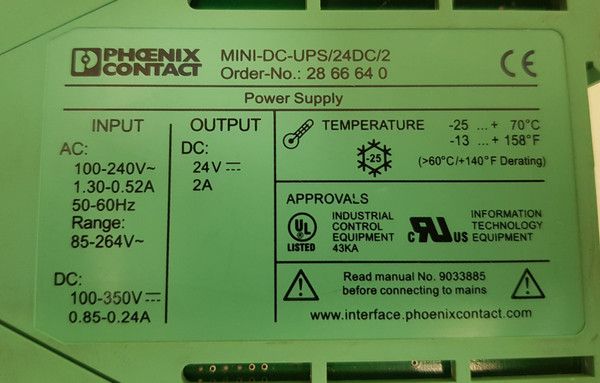 PHŒNIX
CONTACT
MINI-DC-UPS/24DC/2
Order-No.: 28 66 64 0
CE
Power Supply
INPUT
AC:
100-240V~
1.30-0.52A
50-60Hz
Range:
85-264V~
DC:
100-350V⎓
0.85-0.24A
OUTPUT
DC:
24V⎓
2A
TEMPERATURE -25 ...+ 70°C
-13 ...+ 158°F
-25
(>60°C/+140°F Derating)
APPROVALS
UL
LISTED
INDUSTRIAL
CONTROL
EQUIPMENT
43KA
c RU US
INFORMATION
TECHNOLOGY
EQUIPMENT
Read manual No. 9033885
before connecting to mains
www.interface.phoenixcontact.com